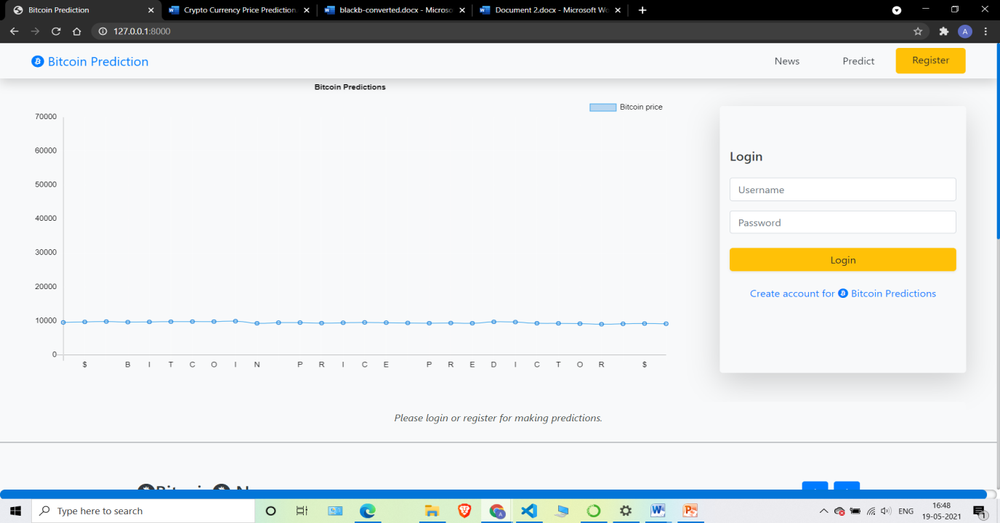 Bitcoin Prediction
Crypto Currency Price Prediction.
blackb-converted.docx - Microso
Document 2.docx - Microsoft Wo
127.0.0.1:8000
A
Bitcoin Prediction
News
Predict
Register
Bitcoin Predictions
Bitcoin price
70000
60000
50000
40000
30000
20000
10000
0
$ B I T C O I N P R I C E P R E D I C T O R $
Login
Username
Password
Login
Create account for Bitcoin Predictions
Please login or register for making predictions.
Type here to search
ENG
16:48
19-05-2021
1